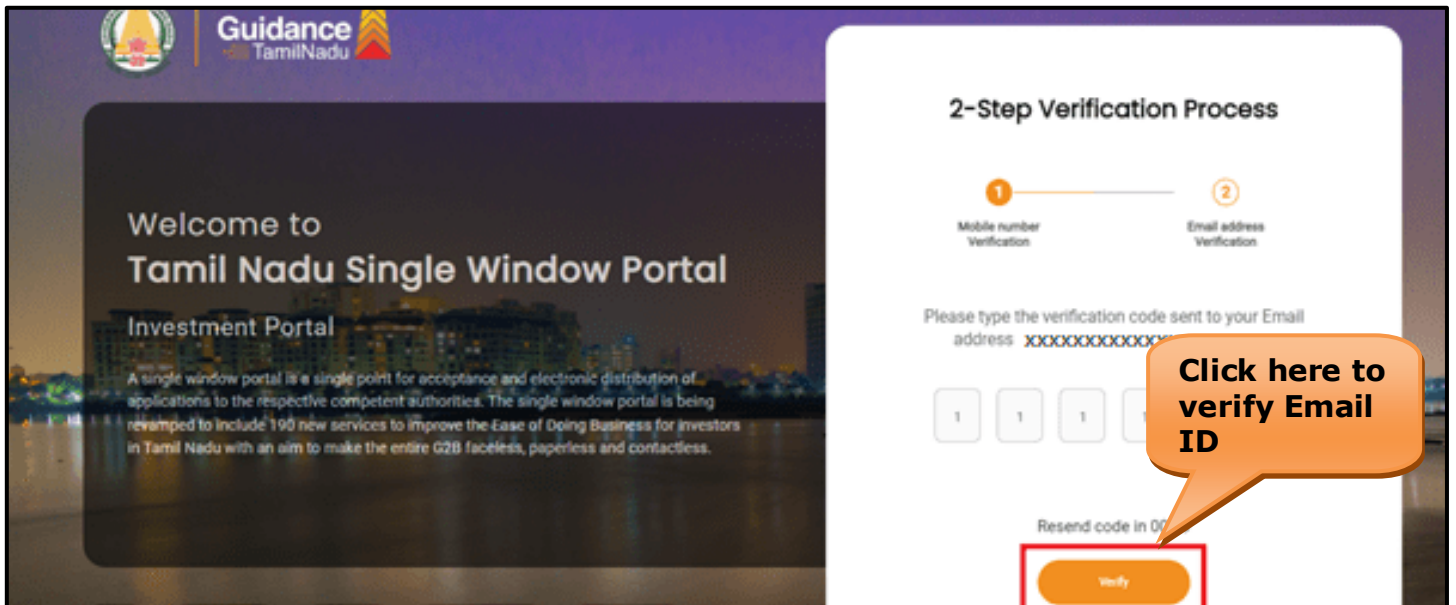 Guidance
TamilNadu
Welcome to
Tamil Nadu Single Window Portal
Investment Portal
A single window portal is a single point for acceptance and electronic distribution of
applications to the respective competent authorities. The single window portal is being
revamped to include 190 new services to improve the Ease of Doing Business for investors
in Tamil Nadu with an aim to make the entire G2B faceless, paperless and contactless.
2-Step Verification Process
1
2
Mobile number
Verification
Email address
Verification
Please type the verification code sent to your Email
address XXXXXXXXXXXXX
1 1 1 1
Click here to
verify Email
ID
Resend code in 00
Verify